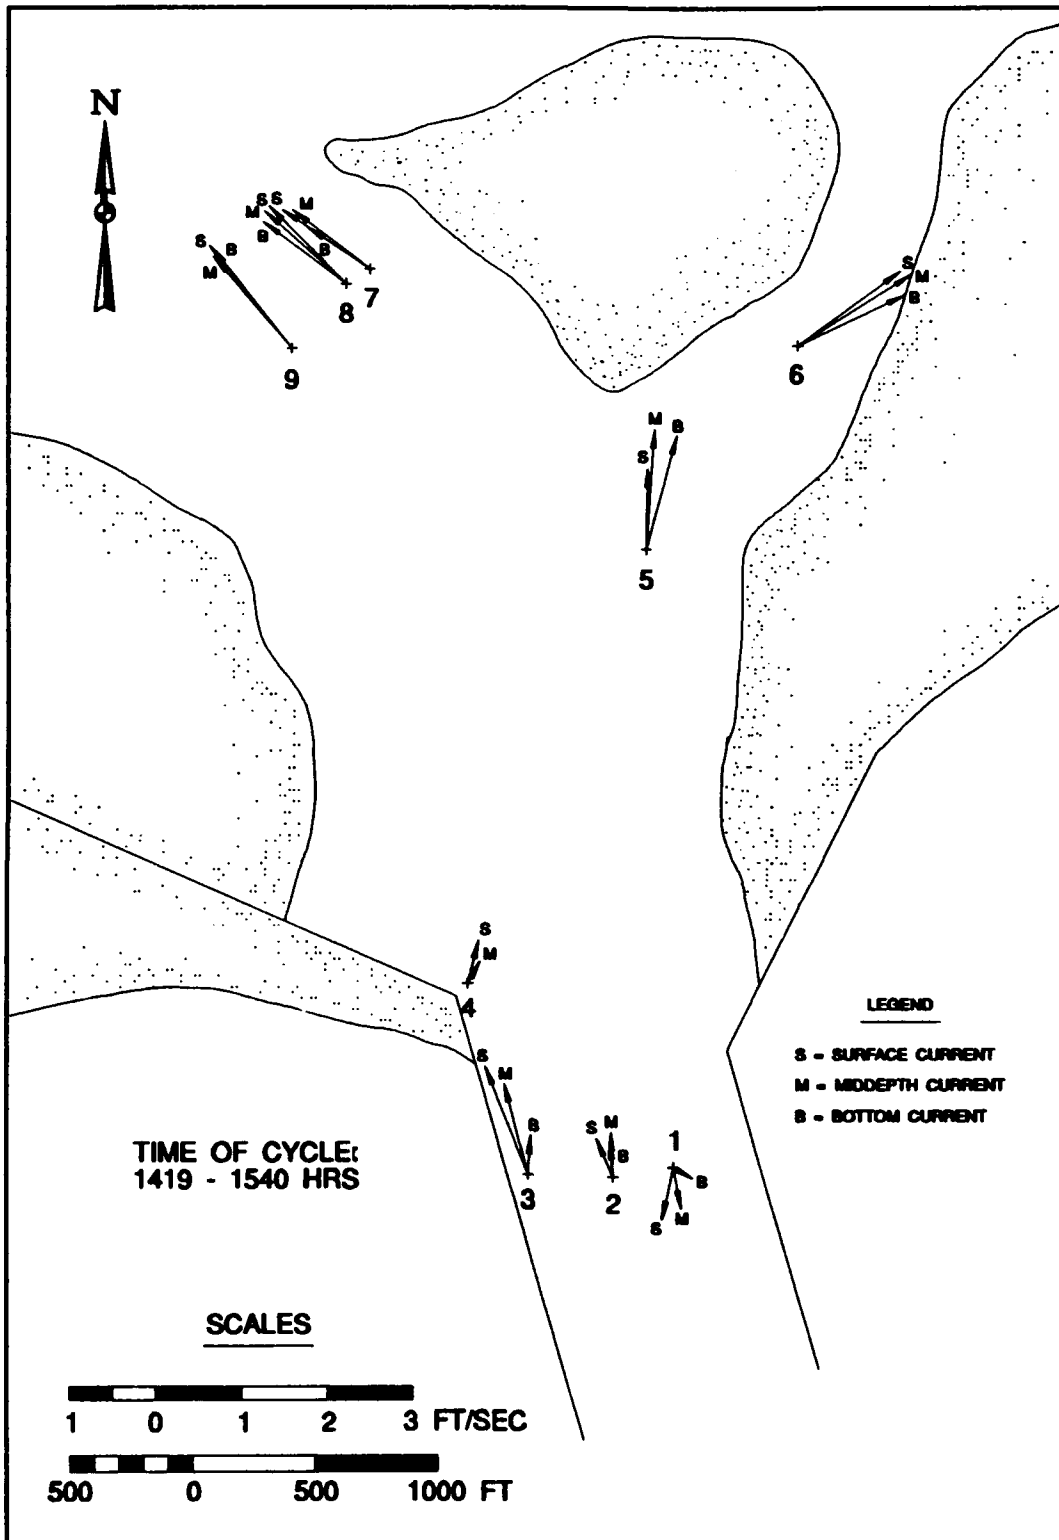 N
S S M
M
S B B B
M
7
8
9
S
M
B
6
M B
S
5
S
M
4
LEGEND
S - SURFACE CURRENT
M - MIDDEPTH CURRENT
B - BOTTOM CURRENT
S M
B
S M
B
1
B
3
2
S M
TIME OF CYCLE:
1419 - 1540 HRS
SCALES
1 0 1 2 3 FT/SEC
500 0 500 1000 FT